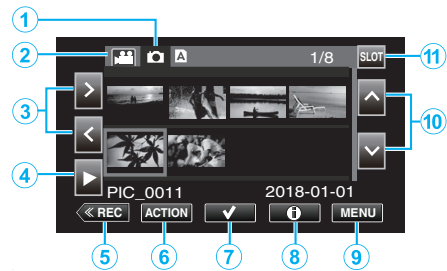 1
2 A 1/8 SLOT 11
3 > < 10
4
PIC_0011 2018-01-01
≪ REC ACTION ✓ i MENU
5 6 7 8 9